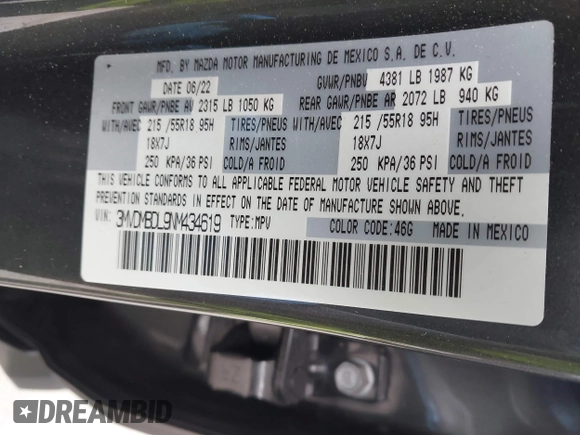 MFD. BY MAZDA MOTOR MANUFACTURING DE MEXICO S.A. DE C.V.
DATE 06/22 GVWR/PNBV 4381 LB 1987 KG
FRONT GAWR/PNBE AV 2315 LB 1050 KG REAR GAWR/PNBE AR 2072 LB 940 KG
WITH/AVEC 215 /55R18 95H TIRES/PNEUS WITH/AVEC 215 /55R18 95H TIRES/PNEUS
18X7J RIMS/JANTES 18X7J RIMS/JANTES
250 KPA/36 PSI COLD/A FROID 250 KPA/36 PSI COLD/A FROID
THIS VEHICLE CONFORMS TO ALL APPLICABLE FEDERAL MOTOR VEHICLE SAFETY AND THEFT
PREVENTION STANDARDS IN EFFECT ON THE DATE OF MANUFACTURE SHOWN ABOVE.
VIN: 3MVDMBDL9NM434619 TYPE:MPV COLOR CODE:46G MADE IN MEXICO
DREAMBID